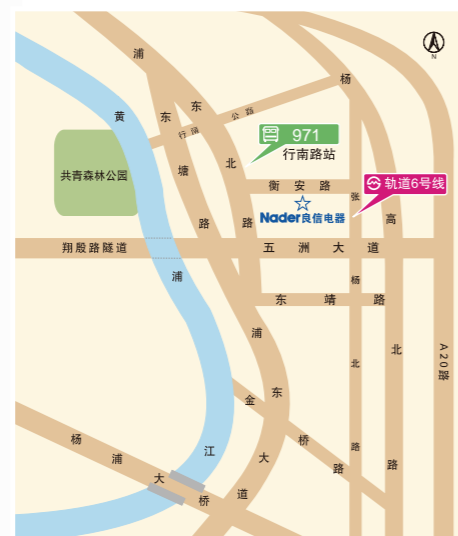 N
浦东北路
杨高北路
黄浦江
东塘路
行南公路
971
行南路站
共青森林公园
轨道6号线
衡安路
Nader良信电器
张杨北路
翔殷路隧道
五洲大道
东靖路
浦东大道
A20路
金桥路
杨浦大桥